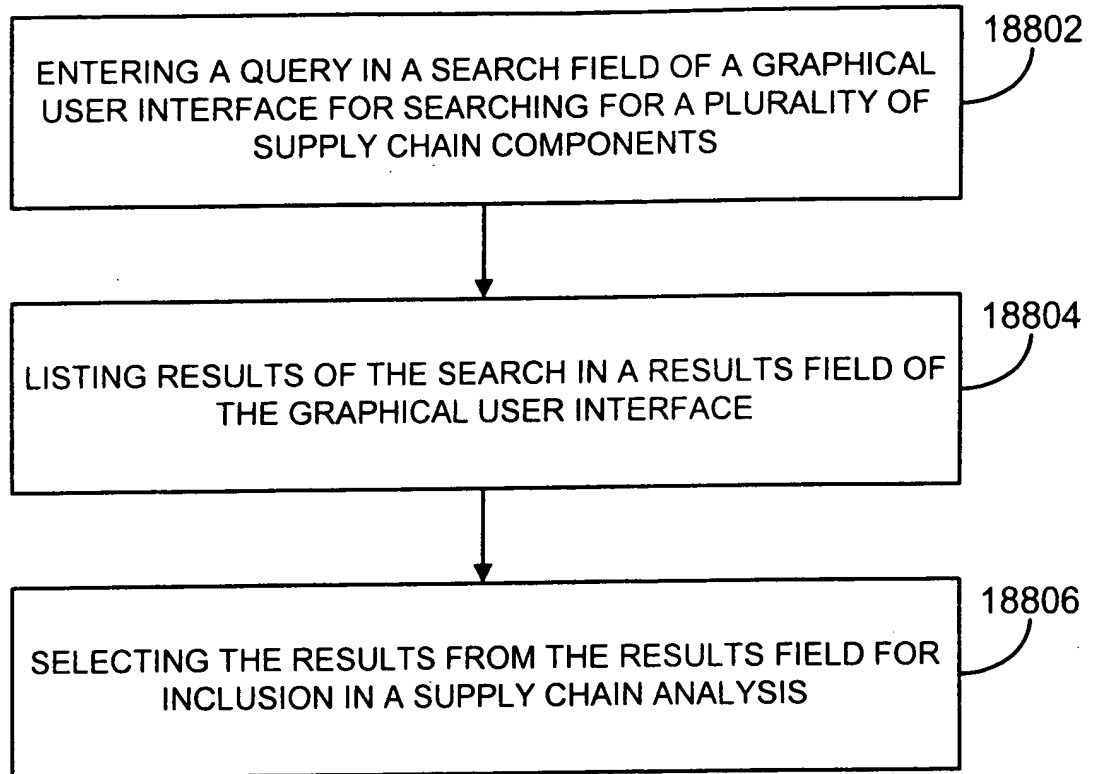 18802
ENTERING A QUERY IN A SEARCH FIELD OF A GRAPHICAL
USER INTERFACE FOR SEARCHING FOR A PLURALITY OF
SUPPLY CHAIN COMPONENTS
18804
LISTING RESULTS OF THE SEARCH IN A RESULTS FIELD OF
THE GRAPHICAL USER INTERFACE
18806
SELECTING THE RESULTS FROM THE RESULTS FIELD FOR
INCLUSION IN A SUPPLY CHAIN ANALYSIS